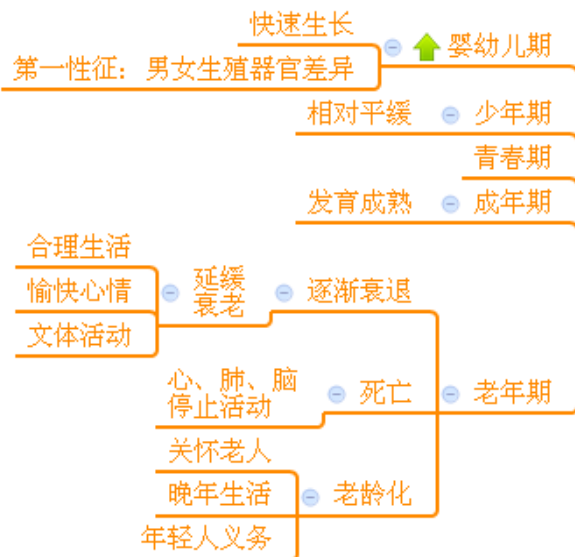 快速生长
婴幼儿期
第一性征：男女生殖器官差异
相对平缓
少年期
青春期
发育成熟
成年期
合理生活
愉快心情
文体活动
延缓
衰老
逐渐衰退
心、肺、脑
停止活动
死亡
老年期
关怀老人
晚年生活
老龄化
年轻人义务